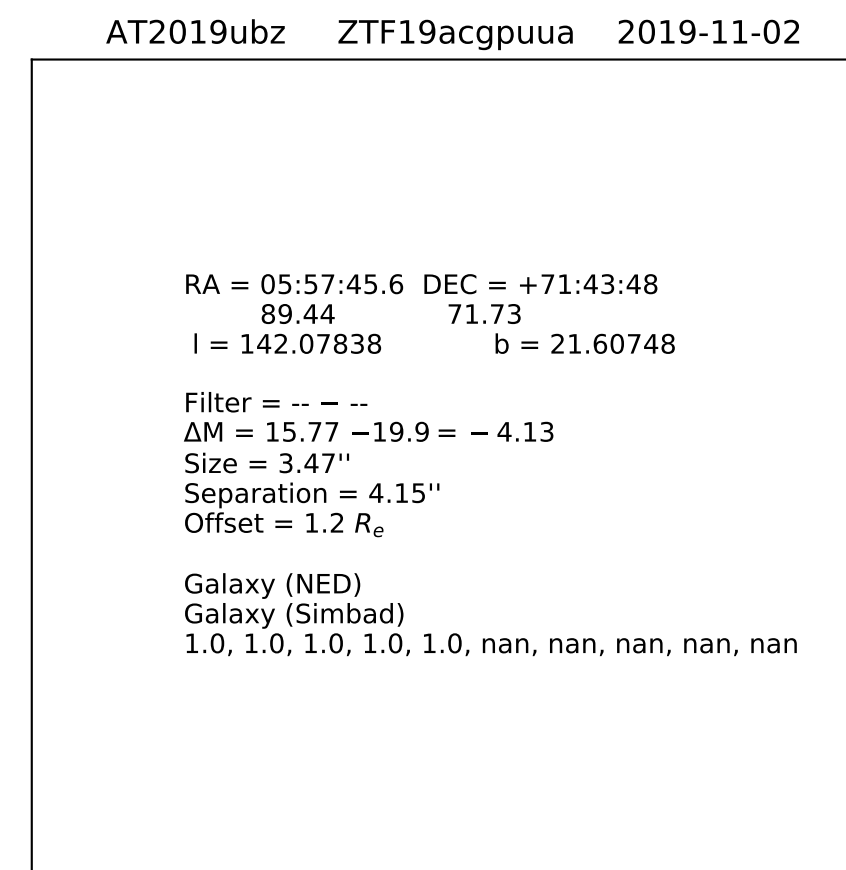 AT2019ubz ZTF19acgpuua 2019-11-02
RA = 05:57:45.6 DEC = +71:43:48
89.44 71.73
l = 142.07838 b = 21.60748
Filter = -- − --
ΔM = 15.77 −19.9 = − 4.13
Size = 3.47''
Separation = 4.15''
Offset = 1.2 Re
Galaxy (NED)
Galaxy (Simbad)
1.0, 1.0, 1.0, 1.0, 1.0, nan, nan, nan, nan, nan